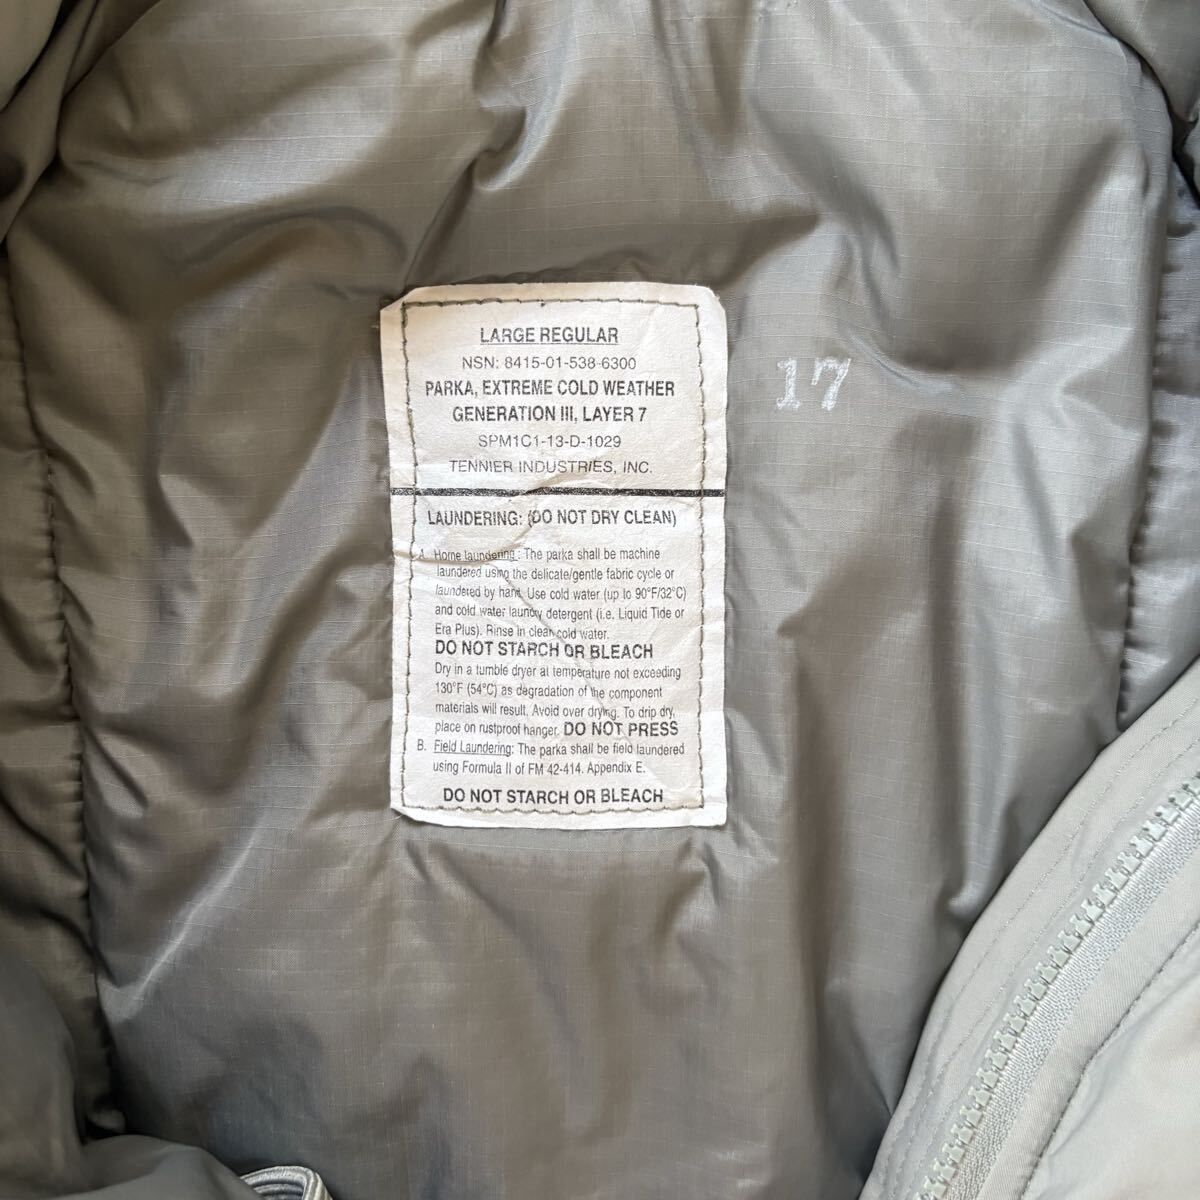 LARGE REGULAR
NSN: 8415-01-538-6300
PARKA, EXTREME COLD WEATHER
GENERATION III, LAYER 7
SPM1C1-13-D-1029
TENNIER INDUSTRIES, INC.
17
LAUNDERING: (DO NOT DRY CLEAN)
A. Home laundering: The parka shall be machine
laundered using the delicate/gentle fabric cycle or
laundered by hand. Use cold water (up to 90°F/32°C)
and cold water laundry detergent (i.e. Liquid Tide or
Era Plus). Rinse in clean cold water.
DO NOT STARCH OR BLEACH
Dry in a tumble dryer at temperature not exceeding
130°F (54°C) as degradation of the component
materials will result. Avoid over drying. To drip dry,
place on rustproof hanger. DO NOT PRESS
B. Field Laundering: The parka shall be field laundered
using Formula II of FM 42-414. Appendix E.
DO NOT STARCH OR BLEACH